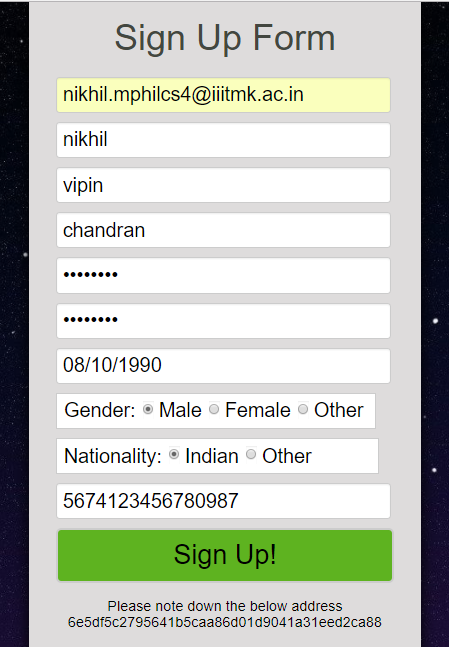 Sign Up Form
nikhil.mphilcs4@iiitmk.ac.in
nikhil
vipin
chandran
••••••••
••••••••
08/10/1990
Gender: Male Female Other
Nationality: Indian Other
5674123456780987
Sign Up!
Please note down the below address
6e5df5c2795641b5caa86d01d9041a31eed2ca88